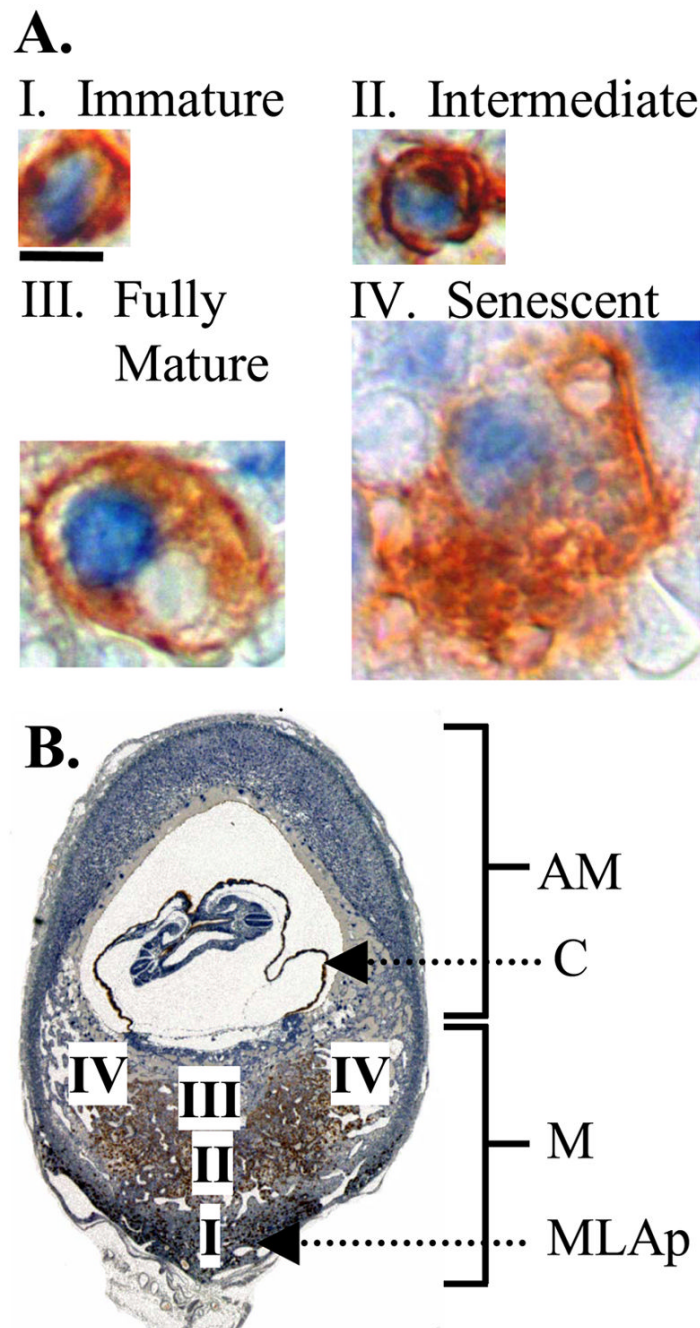 A.
I. Immature
II. Intermediate
III. Fully
Mature
IV. Senescent
B.
AM
C
IV
IV
III
II
M
I
MLAp